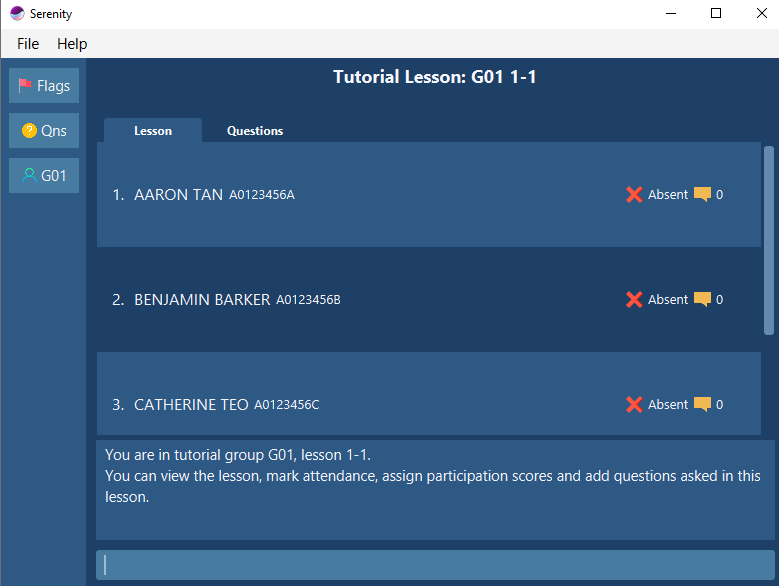 Serenity
File Help
Tutorial Lesson: G01 1-1
Flags
Qns
G01
Lesson Questions
1. AARON TAN A0123456A Absent 0
2. BENJAMIN BARKER A0123456B Absent 0
3. CATHERINE TEO A0123456C Absent 0
You are in tutorial group G01, lesson 1-1.
You can view the lesson, mark attendance, assign participation scores and add questions asked in this
lesson.